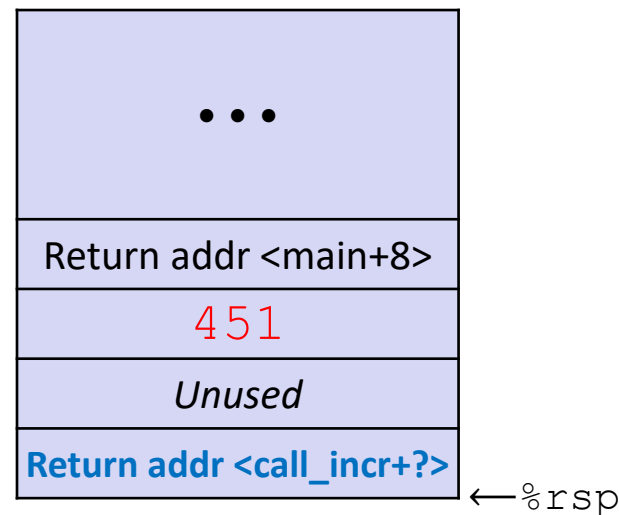 •••
Return addr <main+8>
451
Unused
Return addr <call_incr+?>
←%rsp